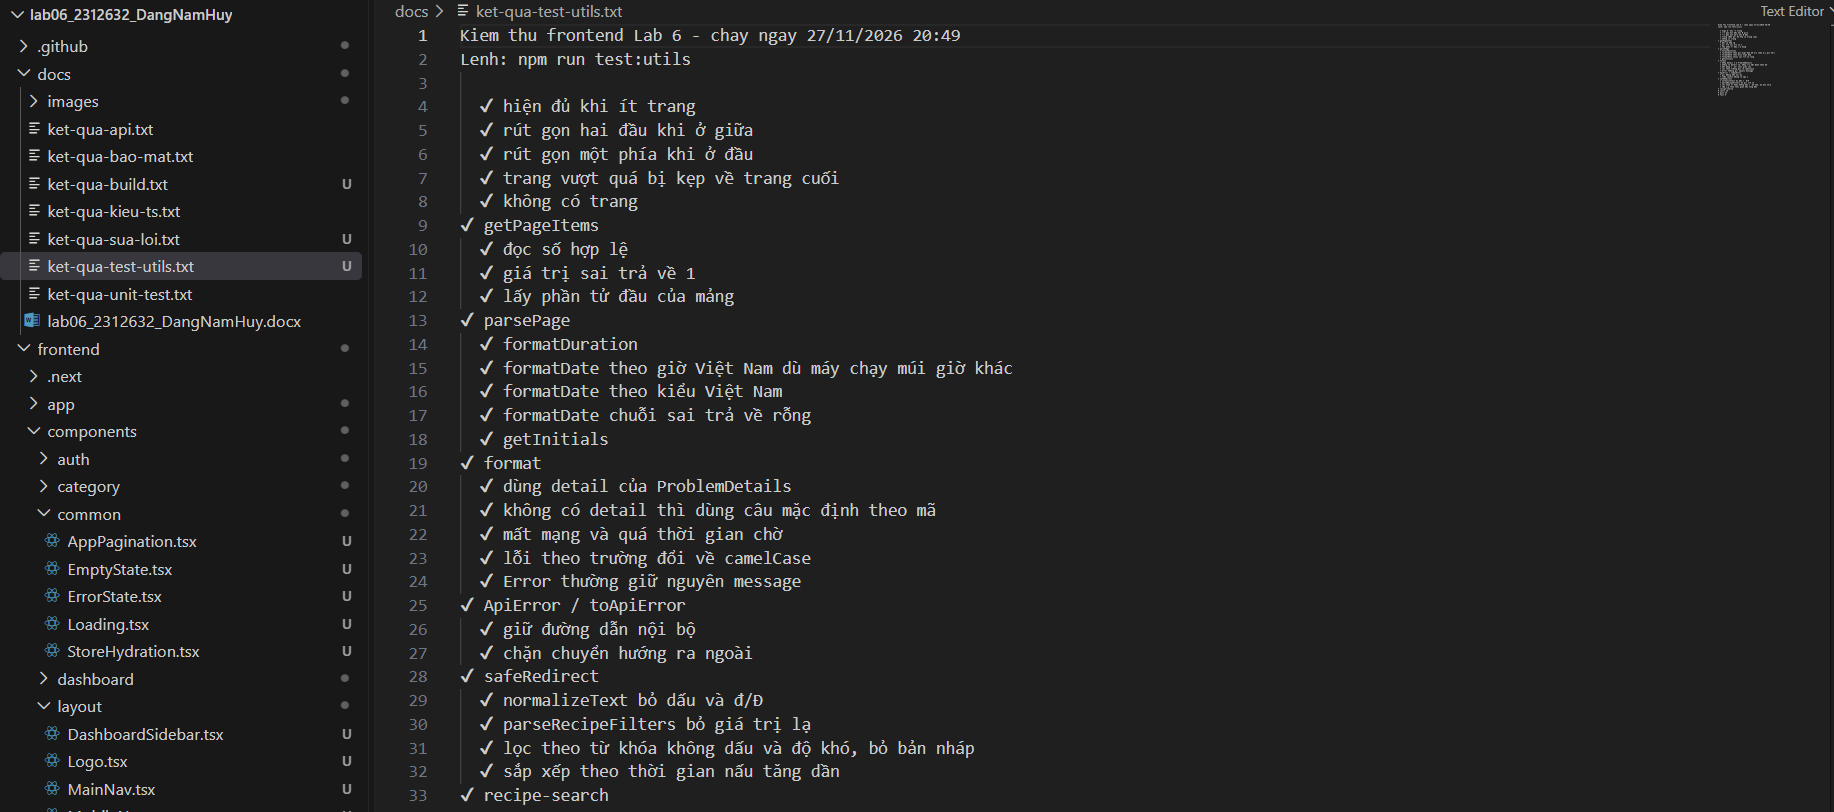 lab06_2312632_DangNamHuy
.github
docs
images
ket-qua-api.txt
ket-qua-bao-mat.txt
ket-qua-build.txt U
ket-qua-kieu-ts.txt
ket-qua-sua-loi.txt U
ket-qua-test-utils.txt U
ket-qua-unit-test.txt
lab06_2312632_DangNamHuy.docx
frontend
.next
app
components
auth
category
common
AppPagination.tsx U
EmptyState.tsx U
ErrorState.tsx U
Loading.tsx U
StoreHydration.tsx U
dashboard
layout
DashboardSidebar.tsx U
Logo.tsx U
MainNav.tsx U
docs > ket-qua-test-utils.txt
Text Editor
1 Kiem thu frontend Lab 6 - chay ngay 27/11/2026 20:49
2 Lenh: npm run test:utils
3
4 ✓ hiện đủ khi ít trang
5 ✓ rút gọn hai đầu khi ở giữa
6 ✓ rút gọn một phía khi ở đầu
7 ✓ trang vượt quá bị kẹp về trang cuối
8 ✓ không có trang
9 ✓ getPageItems
10 ✓ đọc số hợp lệ
11 ✓ giá trị sai trả về 1
12 ✓ lấy phần tử đầu của mảng
13 ✓ parsePage
14 ✓ formatDuration
15 ✓ formatDate theo giờ Việt Nam dù máy chạy múi giờ khác
16 ✓ formatDate theo kiểu Việt Nam
17 ✓ formatDate chuỗi sai trả về rỗng
18 ✓ getInitials
19 ✓ format
20 ✓ dùng detail của ProblemDetails
21 ✓ không có detail thì dùng câu mặc định theo mã
22 ✓ mất mạng và quá thời gian chờ
23 ✓ lỗi theo trường đổi về camelCase
24 ✓ Error thường giữ nguyên message
25 ✓ ApiError / toApiError
26 ✓ giữ đường dẫn nội bộ
27 ✓ chặn chuyển hướng ra ngoài
28 ✓ safeRedirect
29 ✓ normalizeText bỏ dấu và đ/Đ
30 ✓ parseRecipeFilters bỏ giá trị lạ
31 ✓ lọc theo từ khóa không dấu và độ khó, bỏ bản nháp
32 ✓ sắp xếp theo thời gian nấu tăng dần
33 ✓ recipe-search